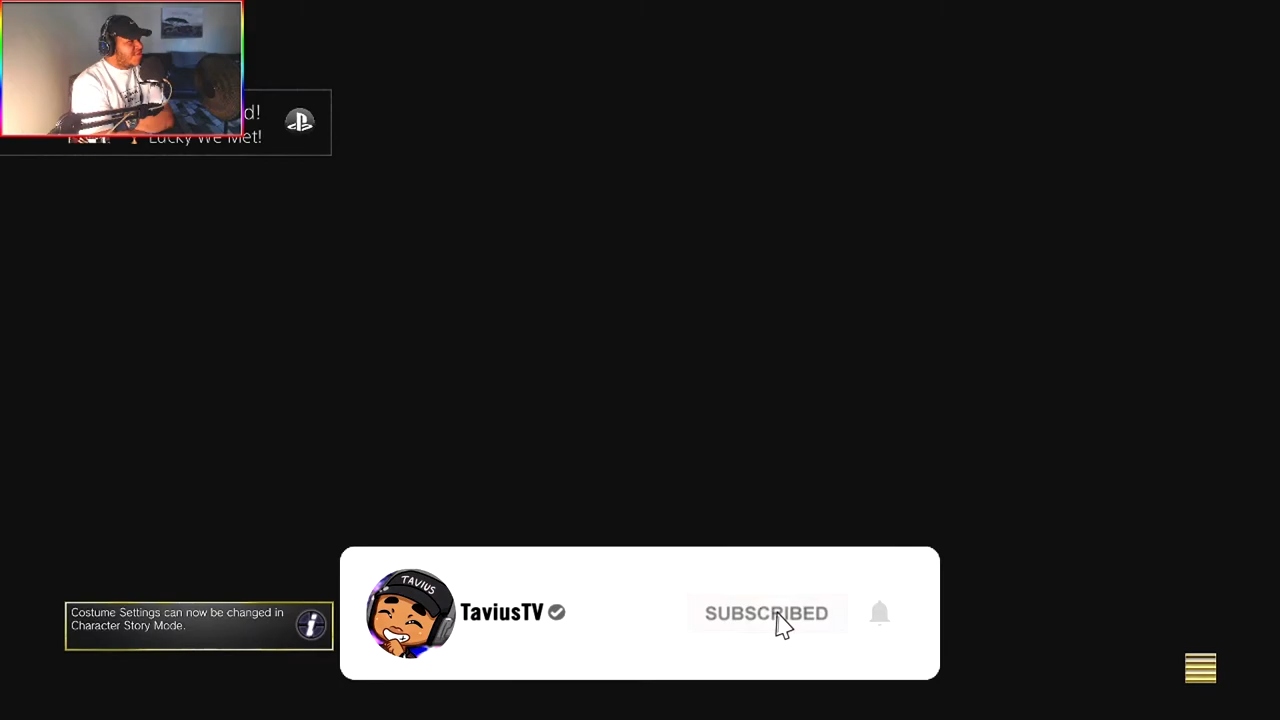 d!
Lucky We Met!
TAVIUS
TaviusTV
SUBSCRIBED
Costume Settings can now be changed in
Character Story Mode.